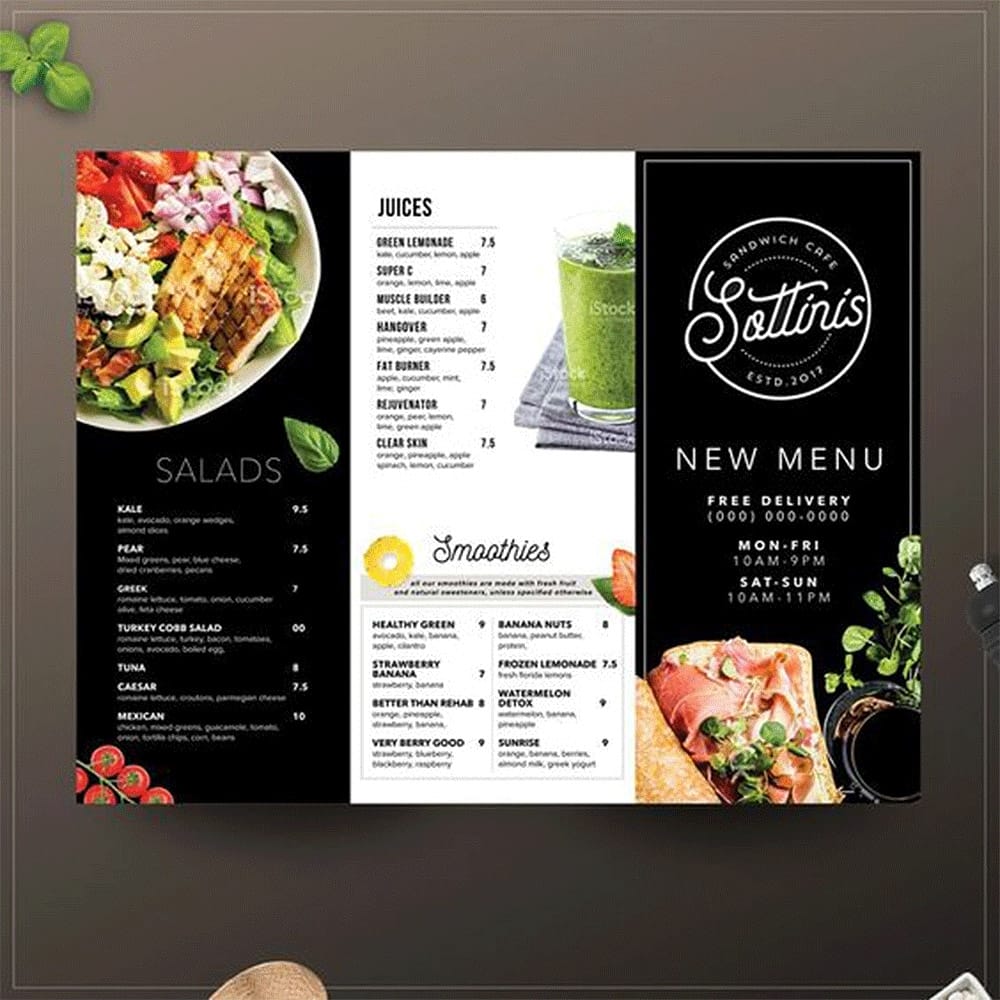 SALADS
KALE 9.5
kale, avocado, orange wedges,
almond slices
PEAR 7.5
Mixed greens, pear, blue cheese,
dried cranberries, pecans
GREEK 7
romaine lettuce, tomato, onion, cucumber
olive, feta cheese
TURKEY COBB SALAD 00
romaine lettuce, turkey, bacon, tomatoes,
onions, avocado, boiled egg,
TUNA 8
CAESAR 7.5
romaine lettuce, croutons, parmegan cheese
MEXICAN 10
chicken, mixed greens, guacamole, tomato,
onion, tortilla chips, corn, beans
JUICES
GREEN LEMONADE 7.5
kale, cucumber, lemon, apple
SUPER C 7
orange, lemon, lime, apple
MUSCLE BUILDER 6
beet, kale, cucumber, apple
HANGOVER 7
pineapple, green apple,
lime, ginger, cayenne pepper
FAT BURNER 7.5
apple, cucumber, mint,
lime, ginger
REJUVENATOR 7
orange, peer, lemon,
lime, green apple
CLEAR SKIN 7.5
orange, pineapple, apple
spinach, lemon, cucumber
Smoothies
all our smoothies are made with fresh fruit
and natural sweeteners, unless specified otherwise
HEALTHY GREEN 9
avocado, kale, banana,
apple, cilantro
STRAWBERRY
BANANA 7
strawberry, banana
BETTER THAN REHAB 8
orange, pineapple,
strawberry, banana,
VERY BERRY GOOD 9
strawberry, blueberry,
blackberry, raspberry
BANANA NUTS 8
banana, peanut butter,
protein,
FROZEN LEMONADE 7.5
fresh florida lemons
WATERMELON
DETOX 9
watermelon, banana,
pineapple
SUNRISE 9
orange, banana, berries,
almond milk, greek yogurt
SANDWICH CAFE
Sottinis
ESTD.2017
NEW MENU
FREE DELIVERY
(000) 000-0000
MON-FRI
10AM-9PM
SAT-SUN
10AM-11PM
iStock
iStock
iStock
iStock
iStock